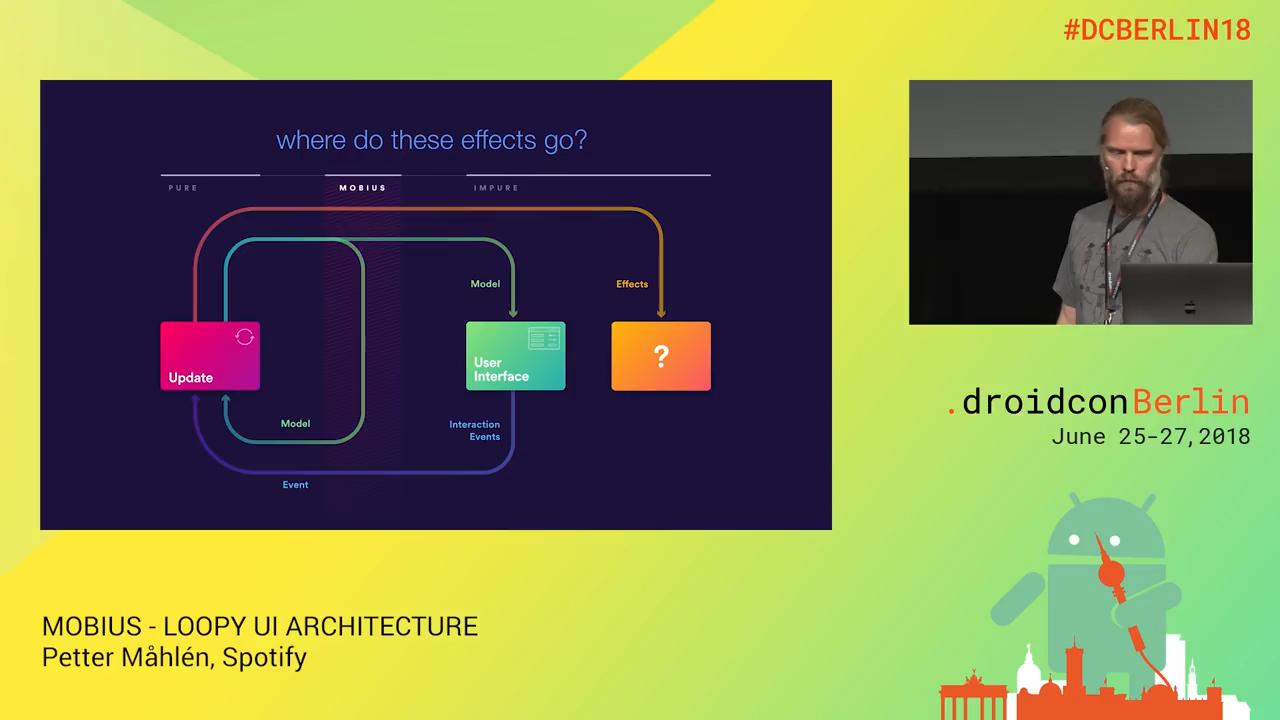 #DCBERLIN18
where do these effects go?
PURE
MOBIUS
IMPURE
Model
Effects
Update
User
Interface
?
Model
Interaction
Events
Event
.droidconBerlin
June 25-27, 2018
MOBIUS - LOOPY UI ARCHITECTURE
Petter Måhlén, Spotify